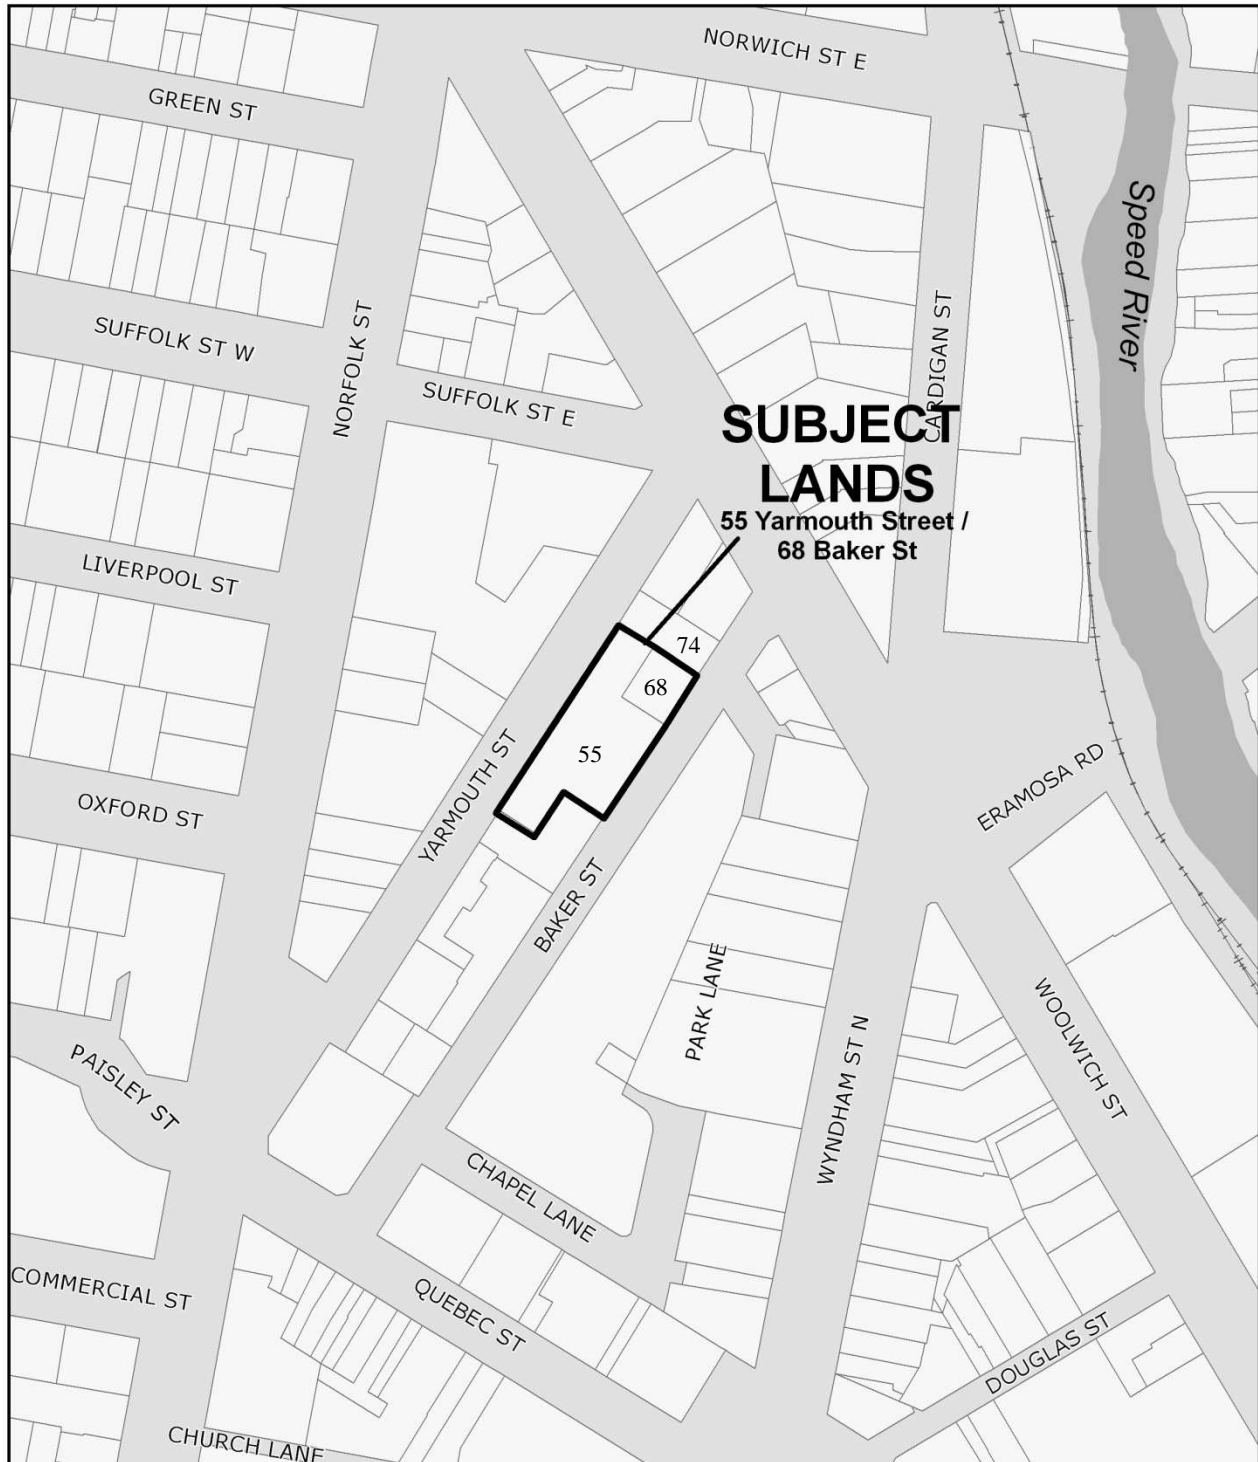 NORWICH ST E
GREEN ST
Speed River
SUFFOLK ST W
NORFOLK ST
CARDIGAN ST
SUFFOLK ST E
SUBJECT
LANDS
55 Yarmouth Street /
68 Baker St
LIVERPOOL ST
74
68
55
YARMOUTH ST
OXFORD ST
ERAMOSA RD
BAKER ST
PARK LANE
WOOLWICH ST
PAISLEY ST
WYNDHAM ST N
CHAPEL LANE
COMMERCIAL ST
QUEBEC ST
DOUGLAS ST
CHURCH LANE